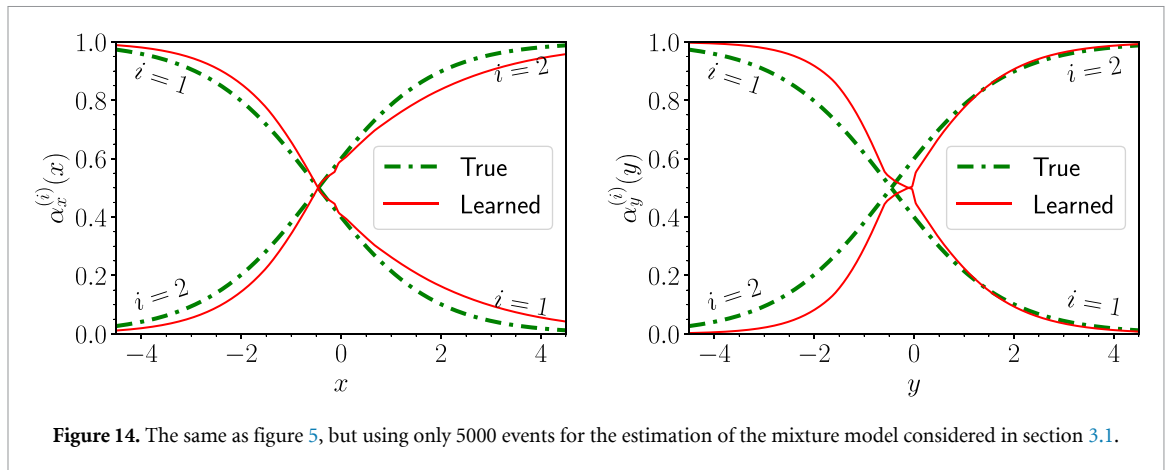 1.0
0.8
0.6
0.4
0.2
0.0
α_x^{(i)}(x)
i = 1
i = 2
True
Learned
i = 2
i = 1
−4 −2 0 2 4
x
1.0
0.8
0.6
0.4
0.2
0.0
α_y^{(i)}(y)
i = 1
i = 2
True
Learned
i = 2
i = 1
−4 −2 0 2 4
y
Figure 14. The same as figure 5, but using only 5000 events for the estimation of the mixture model considered in section 3.1.